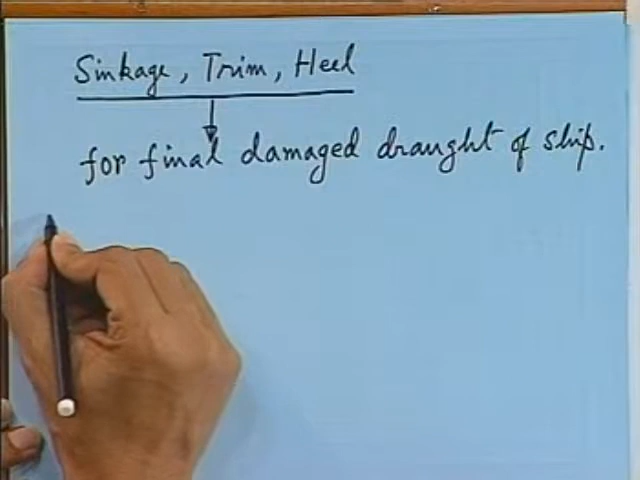 Sinkage, Trim, Heel
for final damaged draught of ship.